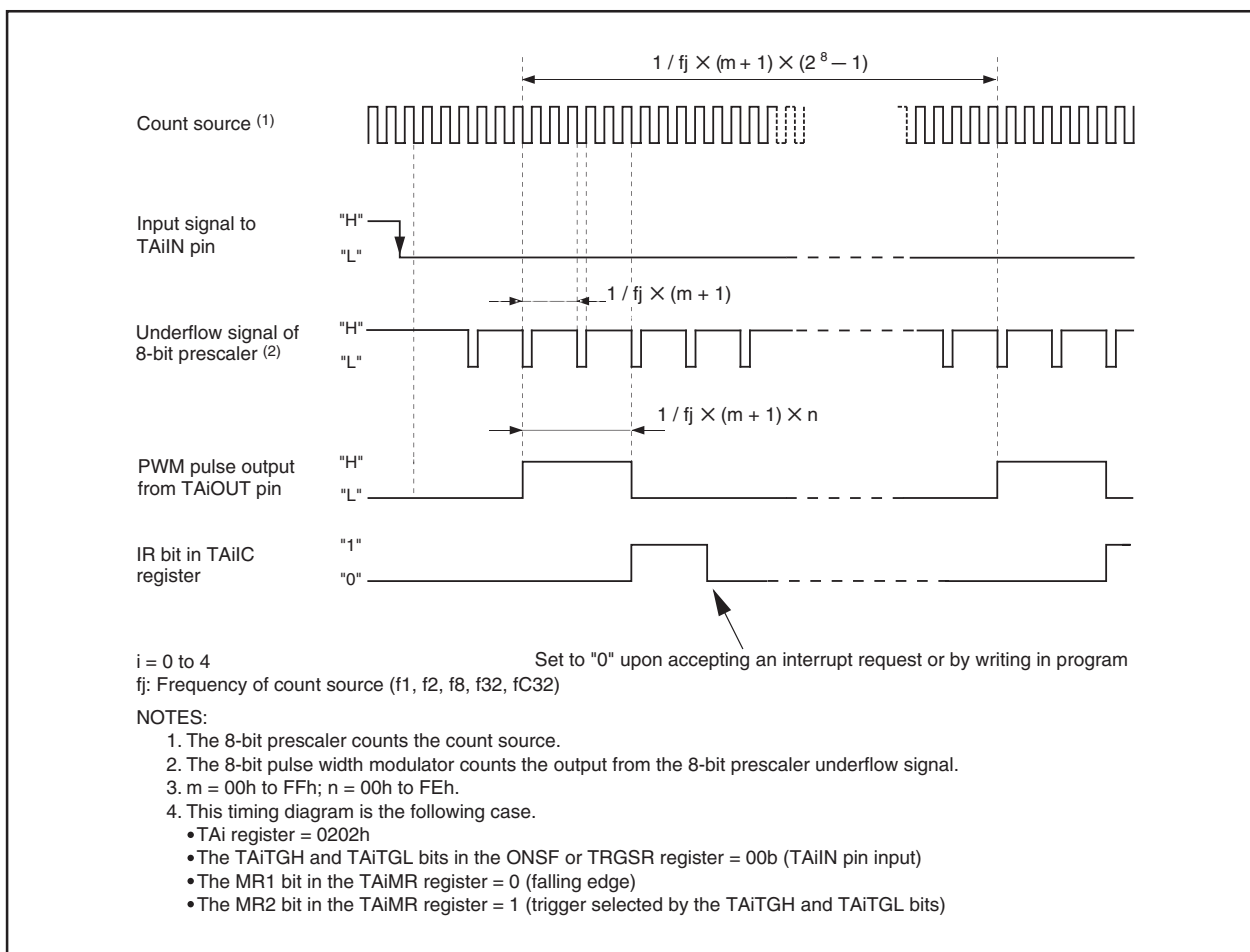 1 / fj × (m + 1) × (2⁸ — 1)
Count source (1)
Input signal to
TAiIN pin
"H"
"L"
1 / fj × (m + 1)
Underflow signal of
8-bit prescaler (2)
"H"
"L"
1 / fj × (m + 1) × n
PWM pulse output
from TAiOUT pin
"H"
"L"
IR bit in TAiIC
register
"1"
"0"
Set to "0" upon accepting an interrupt request or by writing in program
i = 0 to 4
fj: Frequency of count source (f1, f2, f8, f32, fC32)
NOTES:
1. The 8-bit prescaler counts the count source.
2. The 8-bit pulse width modulator counts the output from the 8-bit prescaler underflow signal.
3. m = 00h to FFh; n = 00h to FEh.
4. This timing diagram is the following case.
•TAi register = 0202h
•The TAiTGH and TAiTGL bits in the ONSF or TRGSR register = 00b (TAiIN pin input)
•The MR1 bit in the TAiMR register = 0 (falling edge)
•The MR2 bit in the TAiMR register = 1 (trigger selected by the TAiTGH and TAiTGL bits)